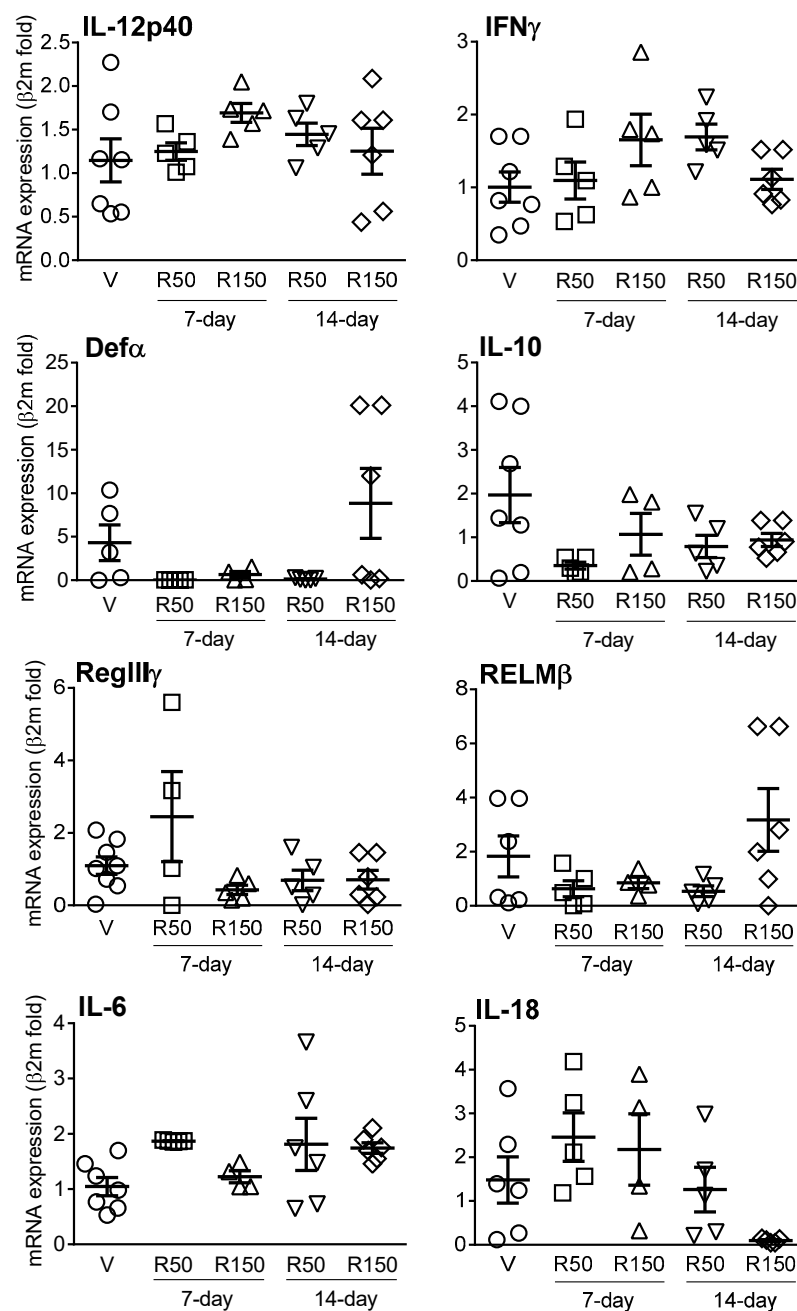 IL-12p40
mRNA expression (β2m fold)
2.5
2.0
1.5
1.0
0.5
0.0
V R50 R150 R50 R150
7-day 14-day
IFNγ
3
2
1
0
V R50 R150 R50 R150
7-day 14-day
Defα
mRNA expression (β2m fold)
25
20
15
10
5
0
V R50 R150 R50 R150
7-day 14-day
IL-10
5
4
3
2
1
0
V R50 R150 R50 R150
7-day 14-day
RegIIIγ
mRNA expression (β2m fold)
6
4
2
0
V R50 R150 R50 R150
7-day 14-day
RELMβ
8
6
4
2
0
V R50 R150 R50 R150
7-day 14-day
IL-6
mRNA expression (β2m fold)
4
3
2
1
0
V R50 R150 R50 R150
7-day 14-day
IL-18
5
4
3
2
1
0
V R50 R150 R50 R150
7-day 14-day